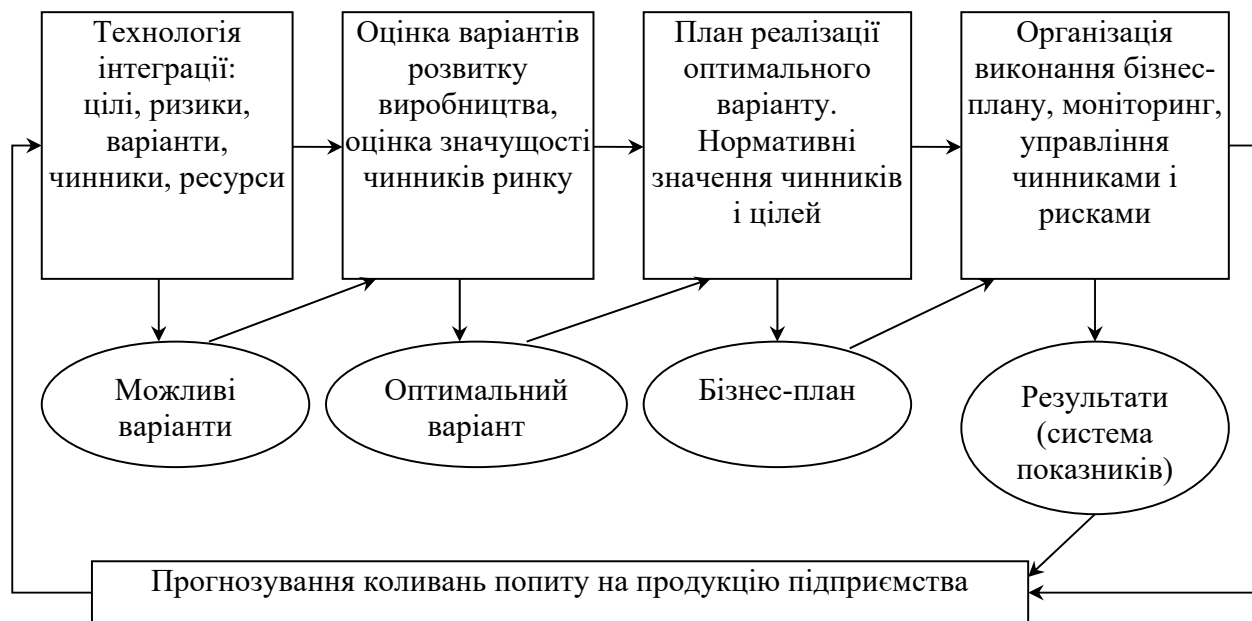 Технологія
інтеграції:
цілі, ризики,
варіанти,
чинники, ресурси
Оцінка варіантів
розвитку
виробництва,
оцінка значущості
чинників ринку
План реалізації
оптимального
варіанту.
Нормативні
значення чинників
і цілей
Організація
виконання бізнес-
плану, моніторинг,
управління
чинниками і
рисками
Можливі
варіанти
Оптимальний
варіант
Бізнес-план
Результати
(система
показників)
Прогнозування коливань попиту на продукцію підприємства